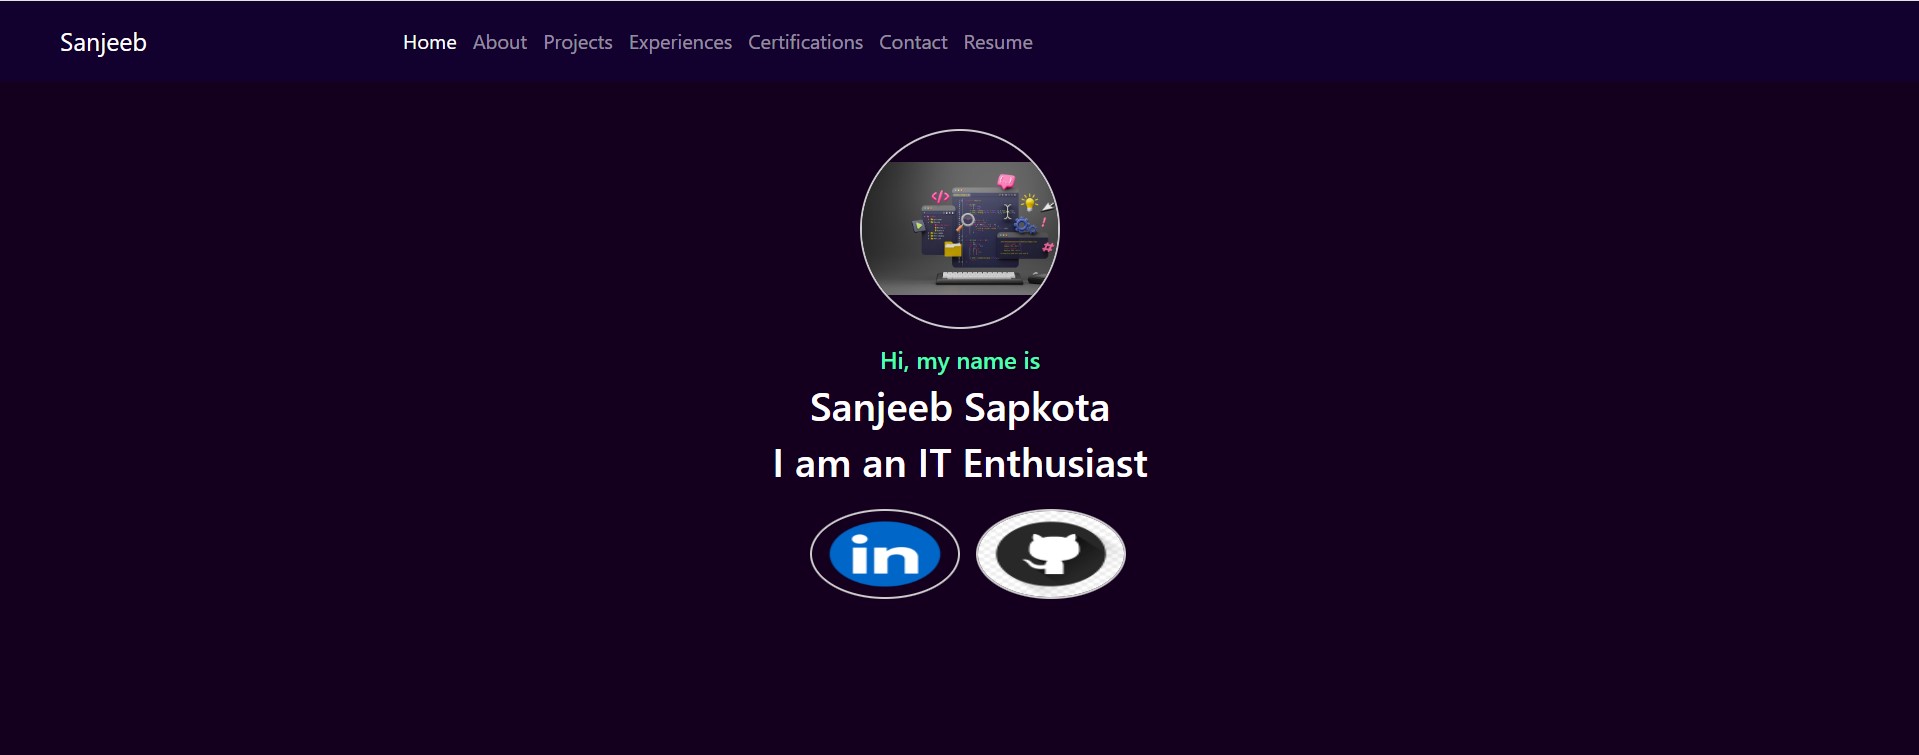 Sanjeeb
Home About Projects Experiences Certifications Contact Resume
Hi, my name is
Sanjeeb Sapkota
I am an IT Enthusiast
in